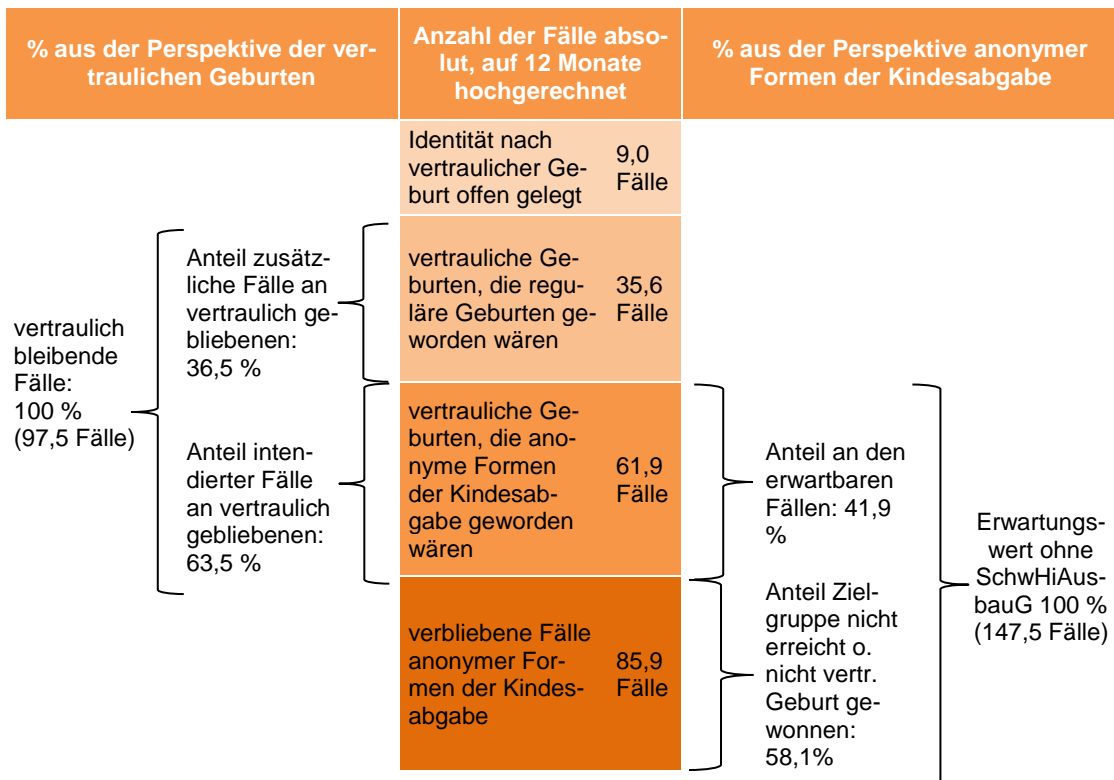 % aus der Perspektive der ver-
traulichen Geburten
Anzahl der Fälle abso-
lut, auf 12 Monate
hochgerechnet
% aus der Perspektive anonymer
Formen der Kindesabgabe
Identität nach
vertraulicher Ge-
burt offen gelegt
9,0
Fälle
vertraulich
bleibende
Fälle:
100 %
(97,5 Fälle)
Anteil zusätz-
liche Fälle an
vertraulich ge-
bliebenen:
36,5 %
vertrauliche Ge-
burten, die regu-
läre Geburten ge-
worden wären
35,6
Fälle
Anteil inten-
dierter Fälle
an vertraulich
gebliebenen:
63,5 %
vertrauliche Ge-
burten, die ano-
nyme Formen
der Kindesab-
gabe geworden
wären
61,9
Fälle
Anteil an den
erwartbaren
Fällen: 41,9
%
verbliebene Fälle
anonymer For-
men der Kindes-
abgabe
85,9
Fälle
Anteil Ziel-
gruppe nicht
erreicht o.
nicht vertr.
Geburt ge-
wonnen:
58,1%
Erwartungs-
wert ohne
SchwHiAus-
bauG 100 %
(147,5 Fälle)